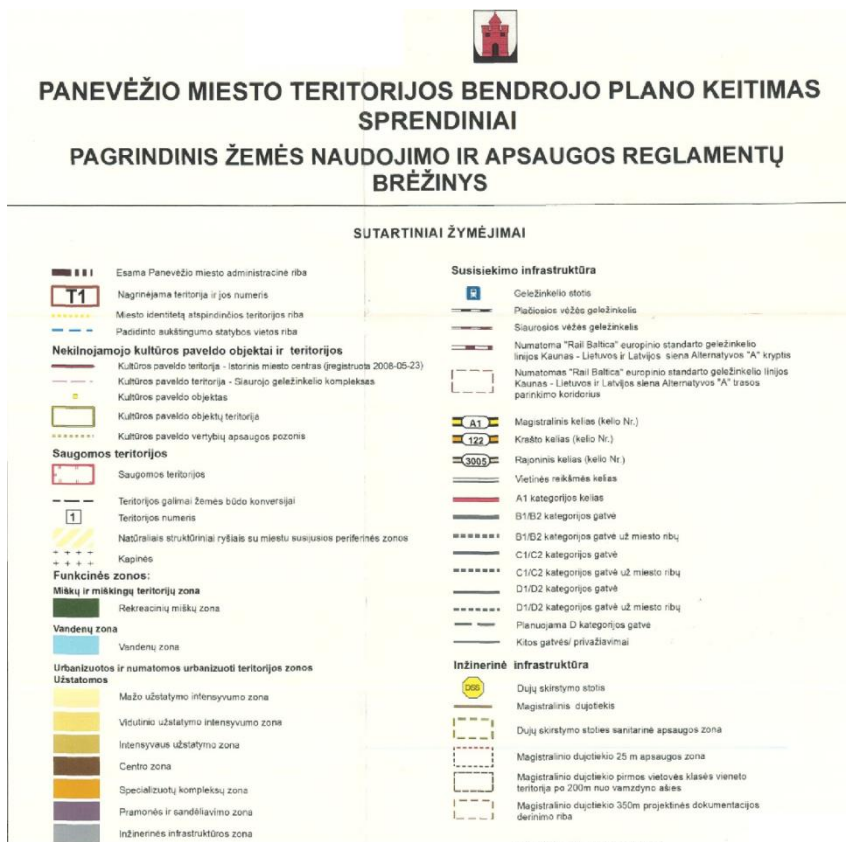 PANEVĖŽIO MIESTO TERITORIJOS BENDROJO PLANO KEITIMAS
SPRENDINIAI
PAGRINDINIS ŽEMĖS NAUDOJIMO IR APSAUGOS REGLAMENTŲ
BRĖŽINYS
SUTARTINIAI ŽYMĖJIMAI
Esama Panevėžio miesto administracinė riba
T1 Nagrinėjama teritorija ir jos numeris
Miesto identitetą atspindinčios teritorijos riba
Padidinto aukštingumo statybos vietos riba
Nekilnojamojo kultūros paveldo objektai ir teritorijos
Kultūros paveldo teritorija - Istorinis miesto centras (įregistruota 2008-05-23)
Kultūros paveldo teritorija - Siaurojo geležinkelio kompleksas
Kultūros paveldo objektas
Kultūros paveldo objektų teritorija
Kultūros paveldo vertybių apsaugos pozonis
Saugomos teritorijos
Saugomos teritorijos
Teritorijos galimai žemės būdo konversijai
1 Teritorijos numeris
Natūraliais struktūriniai ryšiais su miestu susijusios periferinės zonos
Kapinės
Funkcinės zonos:
Miškų ir miškingų teritorijų zona
Rekreacinių miškų zona
Vandenų zona
Vandenų zona
Urbanizuotos ir numatomos urbanizuoti teritorijos zonos
Užstatomos
Mažo užstatymo intensyvumo zona
Vidutinio užstatymo intensyvumo zona
Intensyvaus užstatymo zona
Centro zona
Specializuotų kompleksų zona
Pramonės ir sandėliavimo zona
Inžinerinės infrastruktūros zona
Susisiekimo infrastruktūra
Geležinkelio stotis
Plačiosios vėžės geležinkelis
Siaurosios vėžės geležinkelis
Numatoma "Rail Baltica" europinio standarto geležinkelio
linijos Kaunas - Lietuvos ir Latvijos siena Alternatyvos "A" kryptis
Numatomas "Rail Baltica" europinio standarto geležinkelio linijos
Kaunas - Lietuvos ir Latvijos siena Alternatyvos "A" trasos
parinkimo koridorius
A1 Magistralinis kelias (kelio Nr.)
122 Krašto kelias (kelio Nr.)
3005 Rajoninis kelias (kelio Nr.)
Vietinės reikšmės kelias
A1 kategorijos kelias
B1/B2 kategorijos gatvė
B1/B2 kategorijos gatvė už miesto ribų
C1/C2 kategorijos gatvė
C1/C2 kategorijos gatvė už miesto ribų
D1/D2 kategorijos gatvė
D1/D2 kategorijos gatvė už miesto ribų
Planuojama D kategorijos gatvė
Kitos gatvės/ privažiavimai
Inžinerinė infrastruktūra
DSS Dujų skirstymo stotis
Magistralinis dujotiekis
Dujų skirstymo stoties sanitarinė apsaugos zona
Magistralinio dujotiekio 25 m apsaugos zona
Magistralinio dujotiekio pirmos vietovės klasės vieneto
teritorija po 200m nuo vamzdyno ašies
Magistralinio dujotiekio 350m projektinės dokumentacijos
derinimo riba